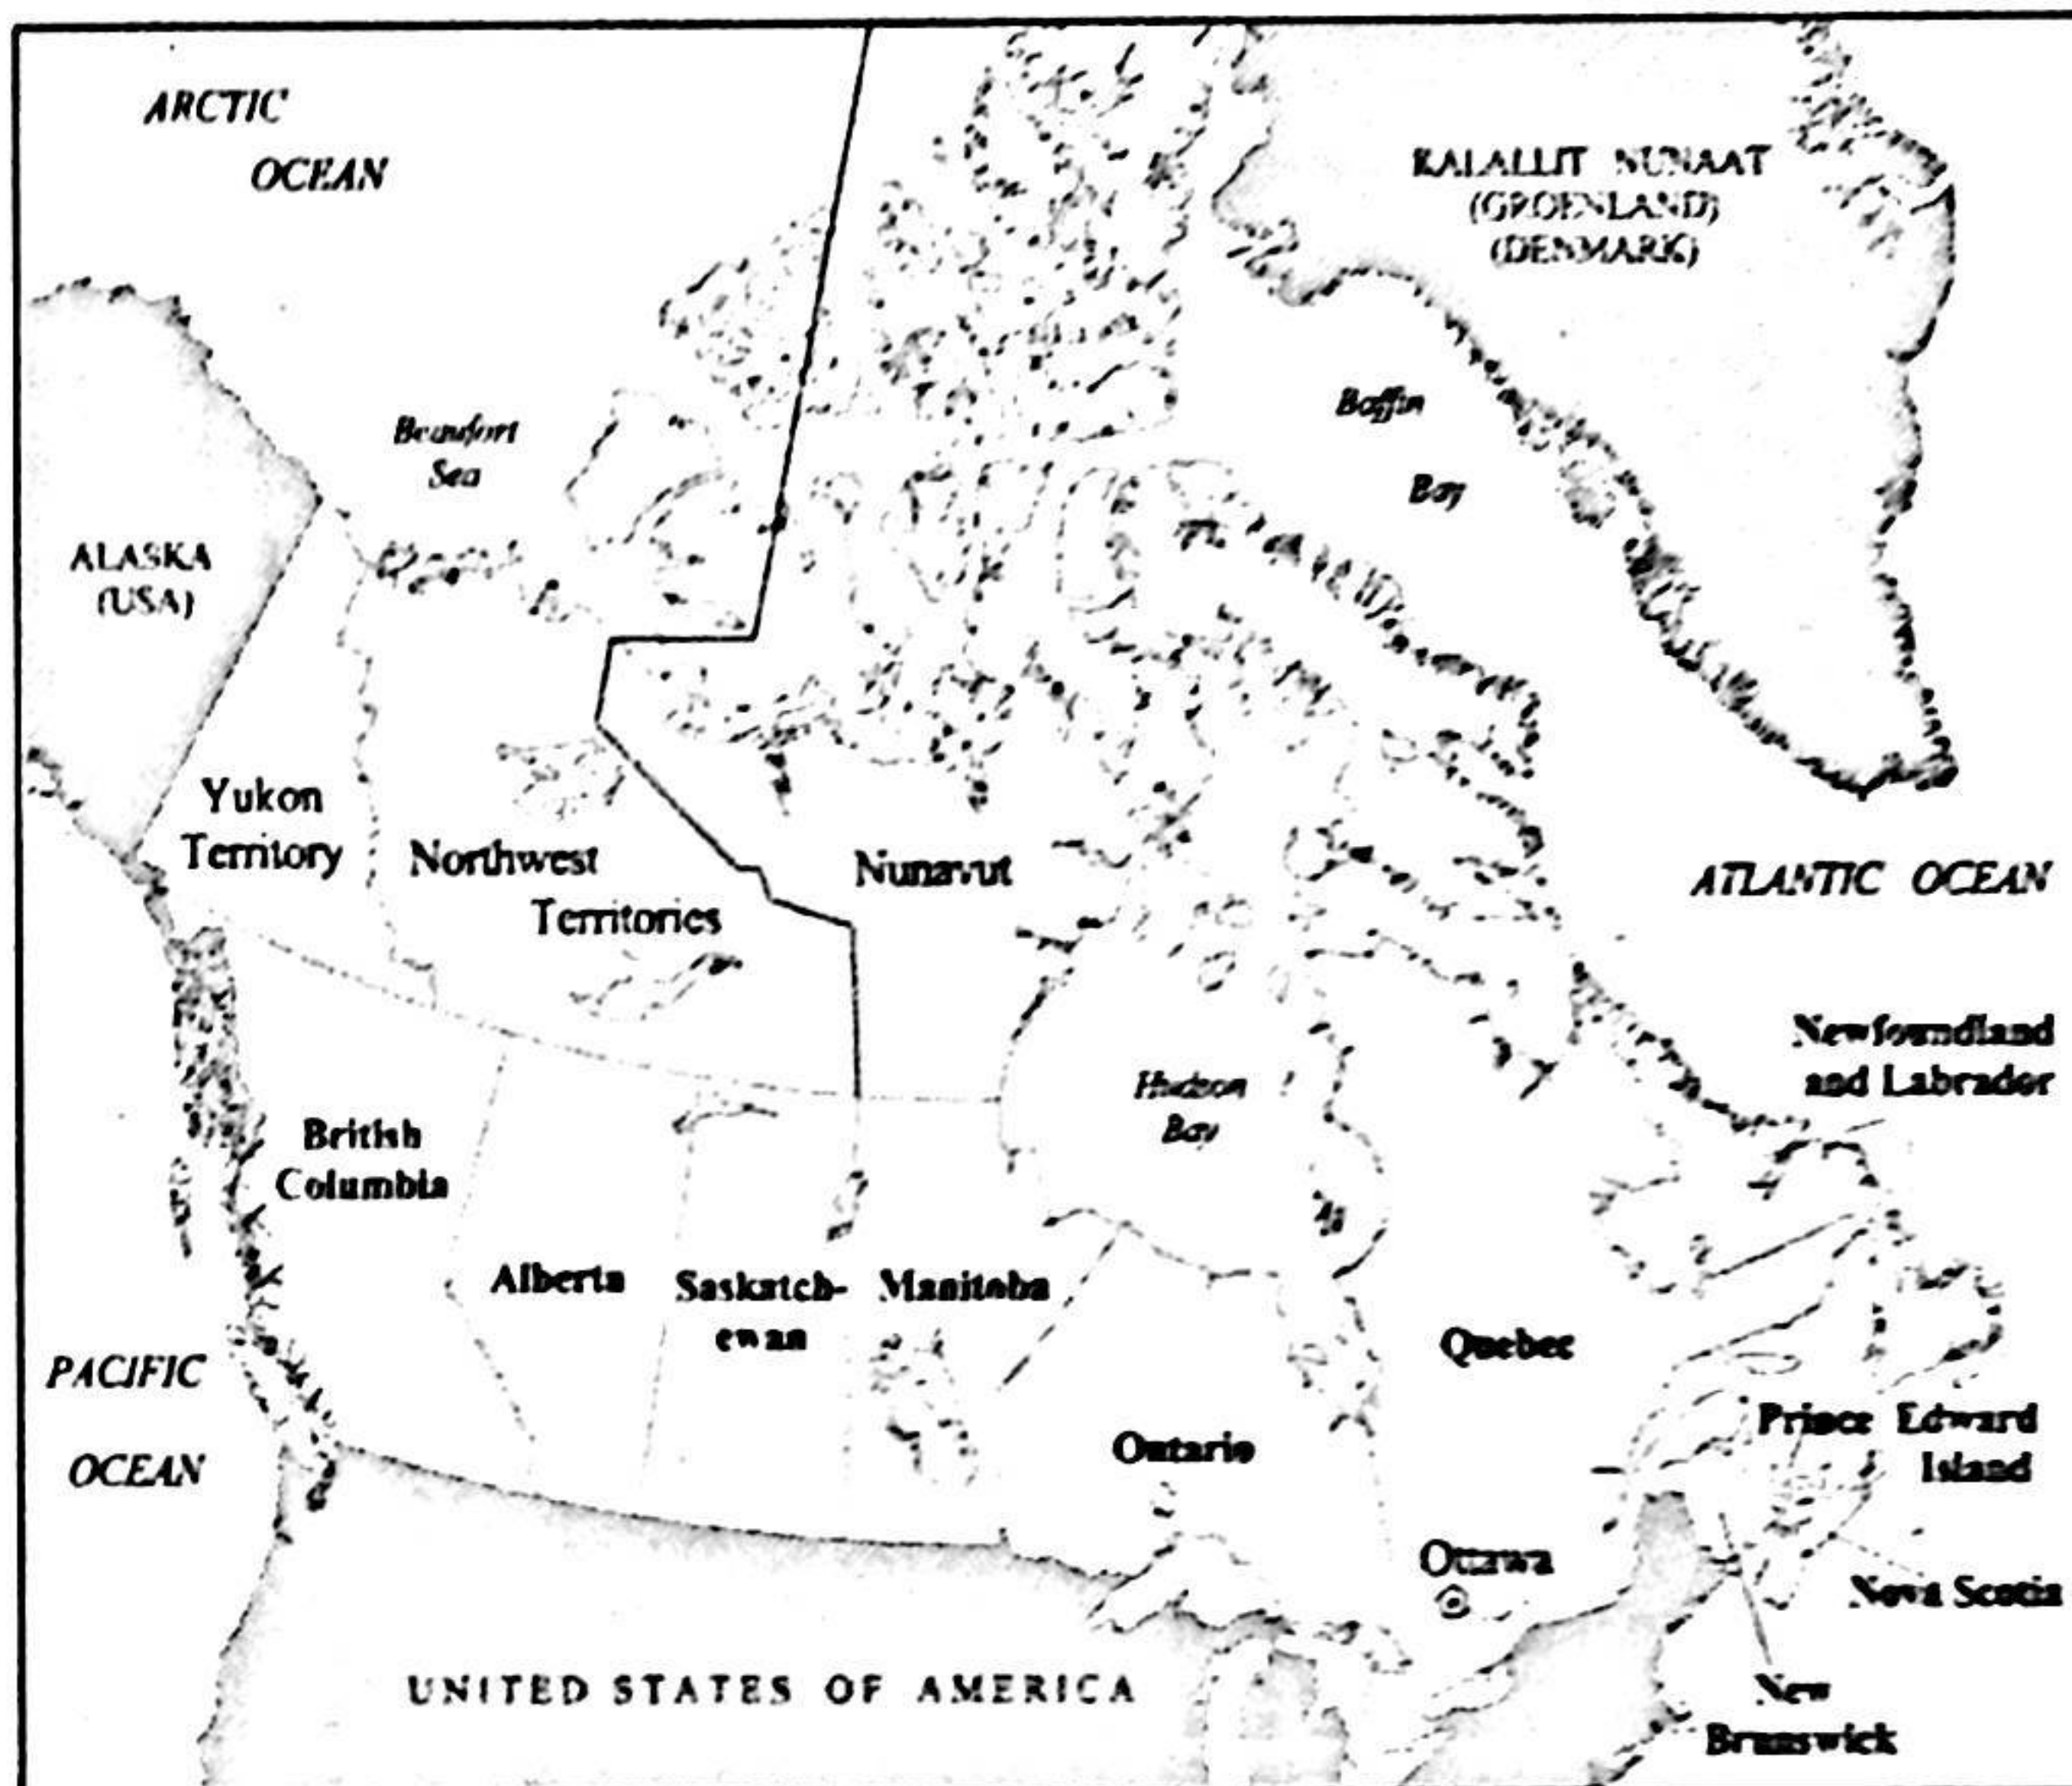 ARCTIC
OCEAN
KALALLIT NUNAAT
(GROENLAND)
(DENMARK)
Beaufort
Sea
Baffin
Bay
ALASKA
(USA)
Yukon
Territory
Northwest
Territories
Nunavut
ATLANTIC OCEAN
Newfoundland
and Labrador
Hudson
Bay
British
Columbia
Alberta
Saskatch-
ewan
Manitoba
Quebec
PACIFIC
OCEAN
Prince Edward
Island
Ontario
Ottawa
Nova Scotia
UNITED STATES OF AMERICA
New
Brunswick